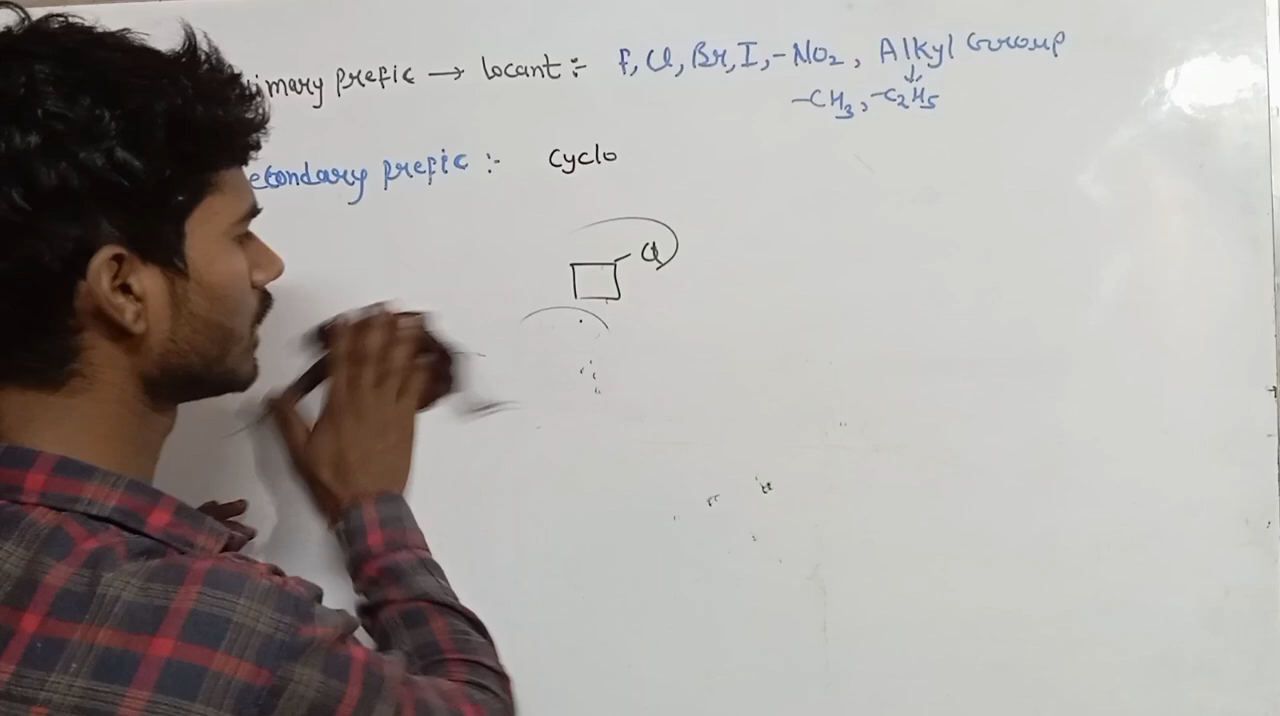 imary prefic → locant :- F, Cl, Br, I, -NO2, Alkyl Group
↓
-CH3, -C2H5
econdary prefic :- Cyclo
Cl